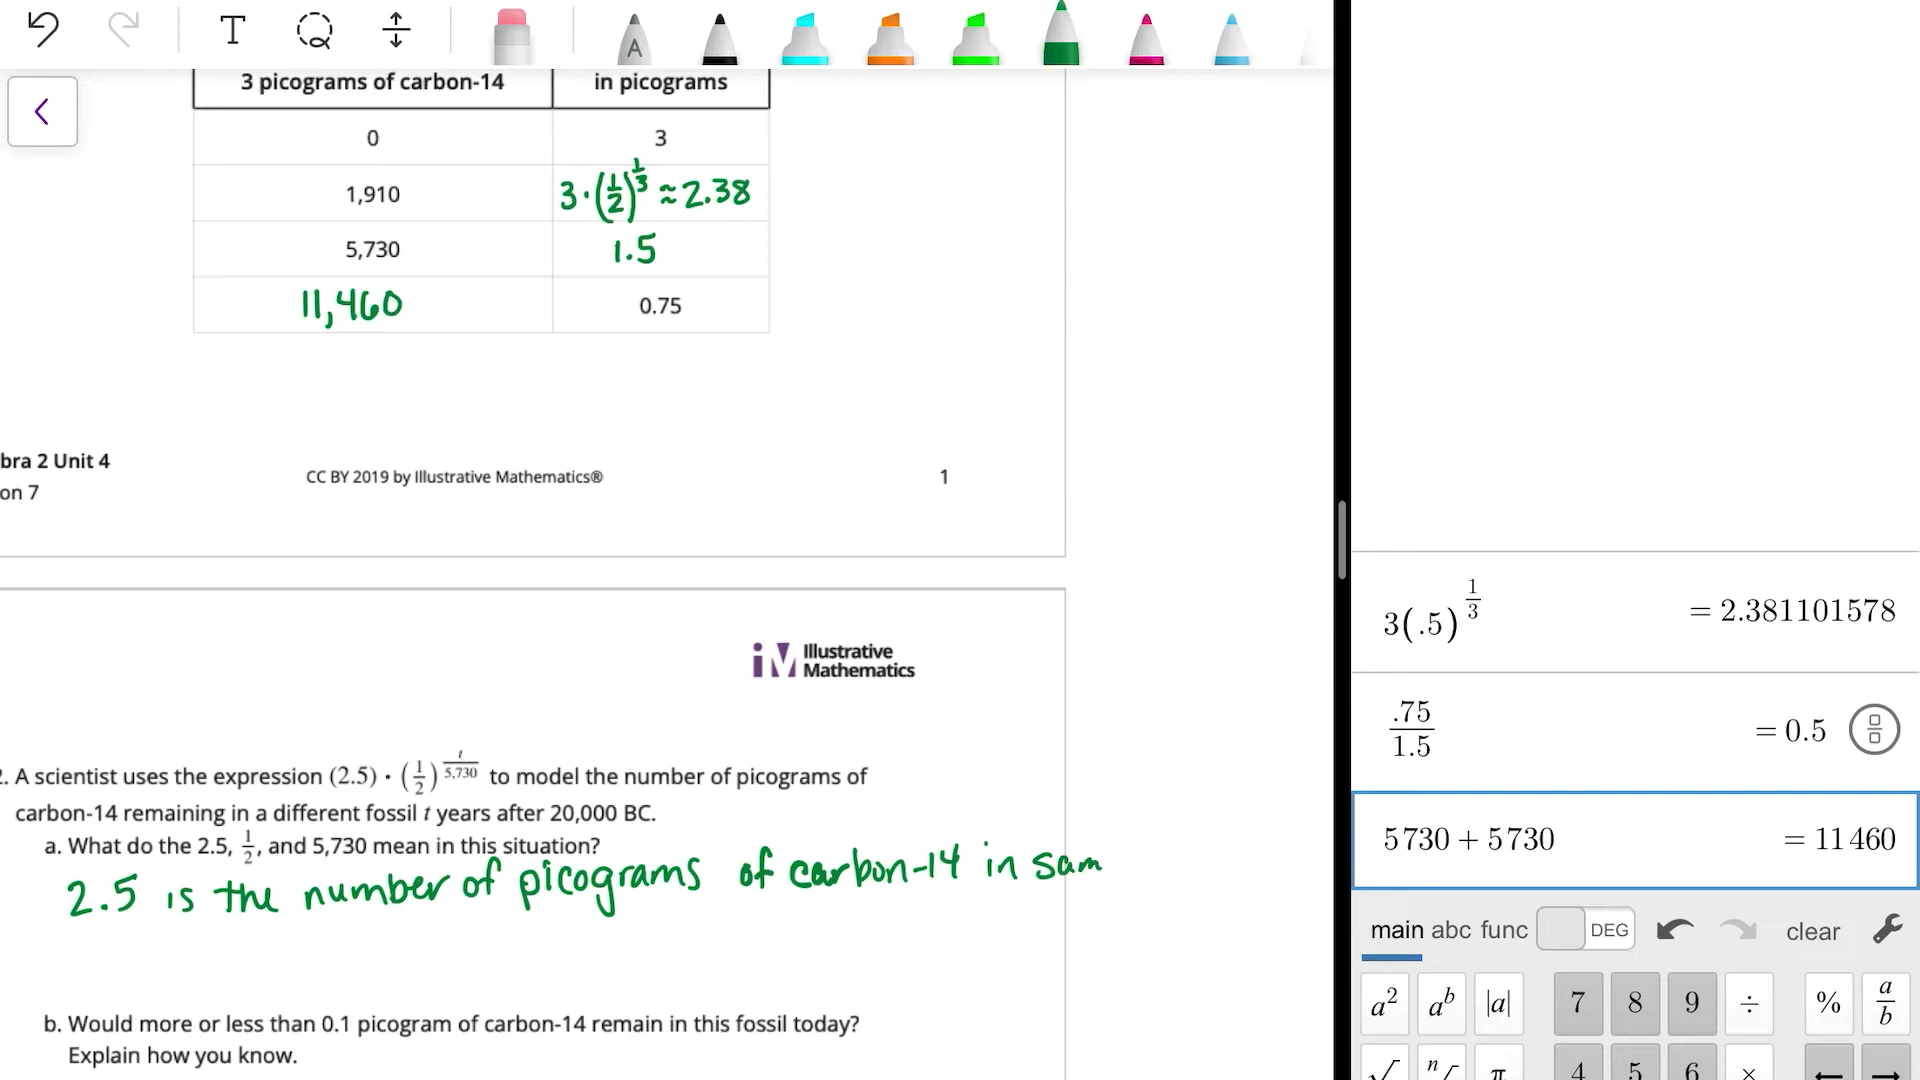 T
A
3 picograms of carbon-14 in picograms
0 3
1,910 3·(1/2)^1/3 ≈2.38
5,730 1.5
11,460 0.75
bra 2 Unit 4
on 7
CC BY 2019 by Illustrative Mathematics®
1
iM Illustrative
Mathematics
2. A scientist uses the expression (2.5) · (1/2)^t/5,730 to model the number of picograms of
carbon-14 remaining in a different fossil t years after 20,000 BC.
a. What do the 2.5, 1/2, and 5,730 mean in this situation?
2.5 is the number of picograms of carbon-14 in sam
b. Would more or less than 0.1 picogram of carbon-14 remain in this fossil today?
Explain how you know.
3(.5)^1/3 = 2.381101578
.75/1.5 = 0.5
5730 + 5730 = 11460
main abc func DEG clear
a² aᵇ |a| 7 8 9 ÷ % a/b
√ ⁿ√ π 4 5 6 × ← →